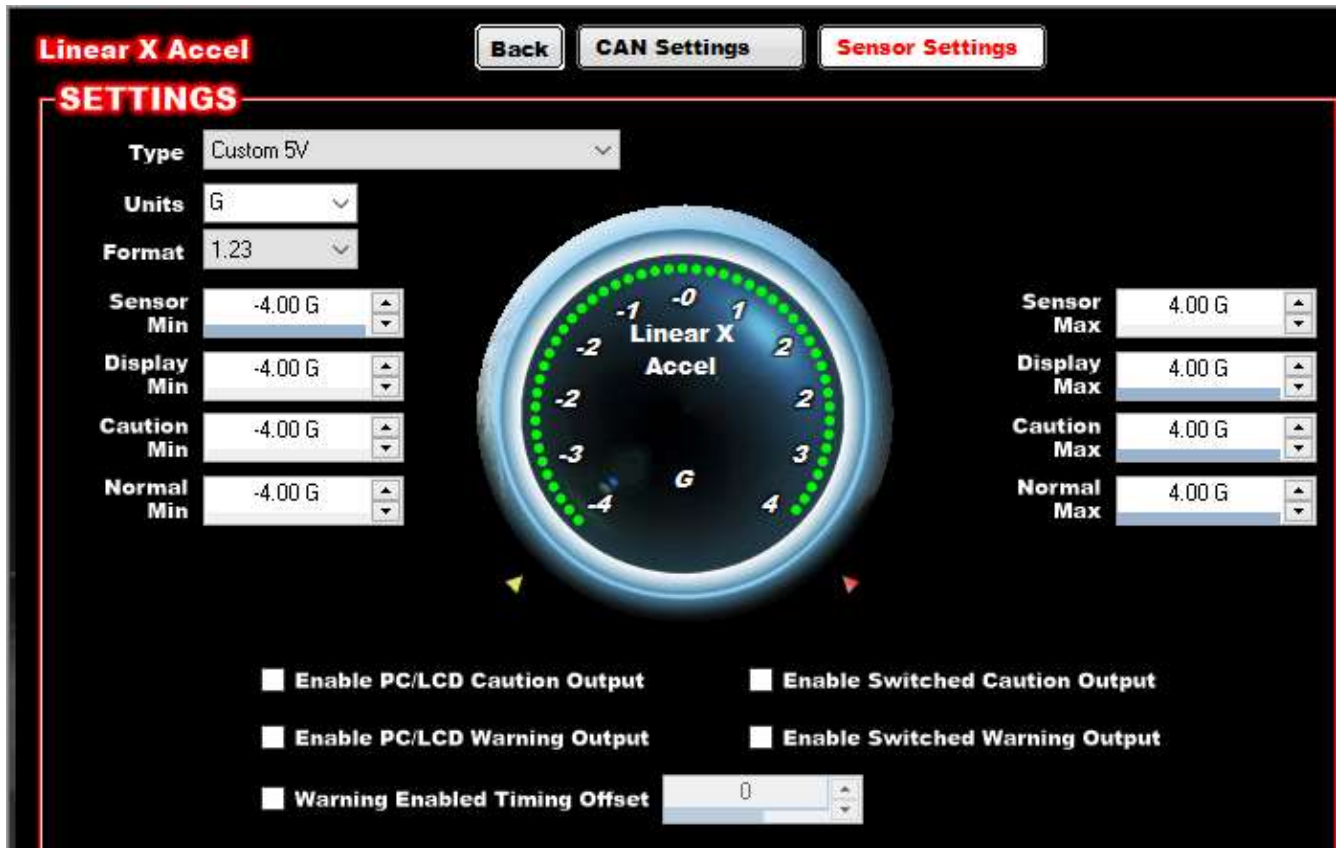 Linear X Accel
Back
CAN Settings
Sensor Settings
SETTINGS
Type
Custom 5V
Units
G
Format
1.23
Sensor
Min
-4.00 G
Display
Min
-4.00 G
Caution
Min
-4.00 G
Normal
Min
-4.00 G
-4
-3
-2
-2
-1
-0
1
2
2
3
4
Linear X
Accel
G
Sensor
Max
4.00 G
Display
Max
4.00 G
Caution
Max
4.00 G
Normal
Max
4.00 G
Enable PC/LCD Caution Output
Enable Switched Caution Output
Enable PC/LCD Warning Output
Enable Switched Warning Output
Warning Enabled Timing Offset
0